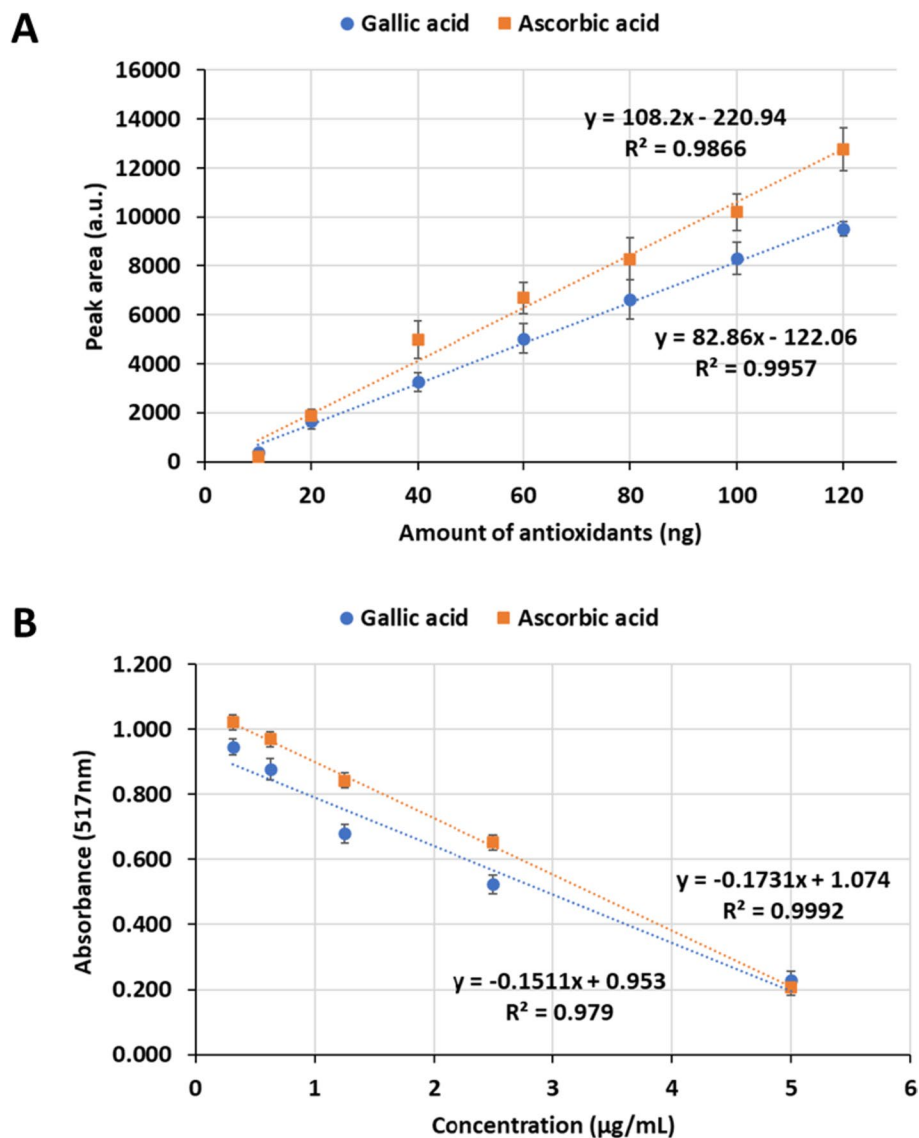 A
Gallic acid
Ascorbic acid
16000
14000
12000
10000
8000
6000
4000
2000
0
Peak area (a.u.)
y = 108.2x - 220.94
R² = 0.9866
y = 82.86x - 122.06
R² = 0.9957
0 20 40 60 80 100 120
Amount of antioxidants (ng)
B
Gallic acid
Ascorbic acid
1.200
1.000
0.800
0.600
0.400
0.200
0.000
Absorbance (517nm)
y = -0.1731x + 1.074
R² = 0.9992
y = -0.1511x + 0.953
R² = 0.979
0 1 2 3 4 5 6
Concentration (µg/mL)